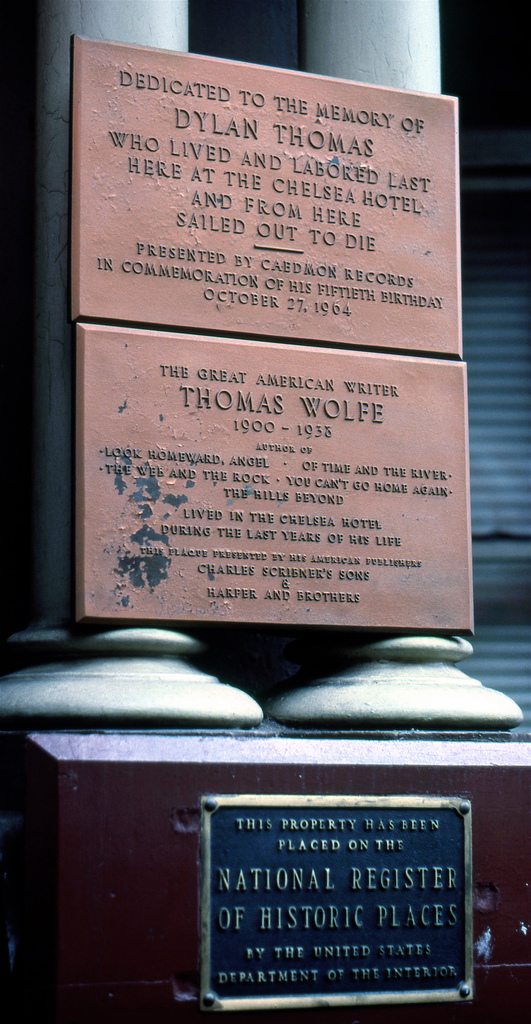 DEDICATED TO THE MEMORY OF
DYLAN THOMAS
WHO LIVED AND LABORED LAST
HERE AT THE CHELSEA HOTEL
AND FROM HERE
SAILED OUT TO DIE
PRESENTED BY CAEDMON RECORDS
IN COMMEMORATION OF HIS FIFTIETH BIRTHDAY
OCTOBER 27, 1964
THE GREAT AMERICAN WRITER
THOMAS WOLFE
1900 - 1938
AUTHOR OF
·LOOK HOMEWARD, ANGEL · OF TIME AND THE RIVER·
·THE WEB AND THE ROCK · YOU CAN'T GO HOME AGAIN·
THE HILLS BEYOND
LIVED IN THE CHELSEA HOTEL
DURING THE LAST YEARS OF HIS LIFE
THIS PLAQUE PRESENTED BY HIS AMERICAN PUBLISHERS
CHARLES SCRIBNER'S SONS
&
HARPER AND BROTHERS
THIS PROPERTY HAS BEEN
PLACED ON THE
NATIONAL REGISTER
OF HISTORIC PLACES
BY THE UNITED STATES
DEPARTMENT OF THE INTERIOR